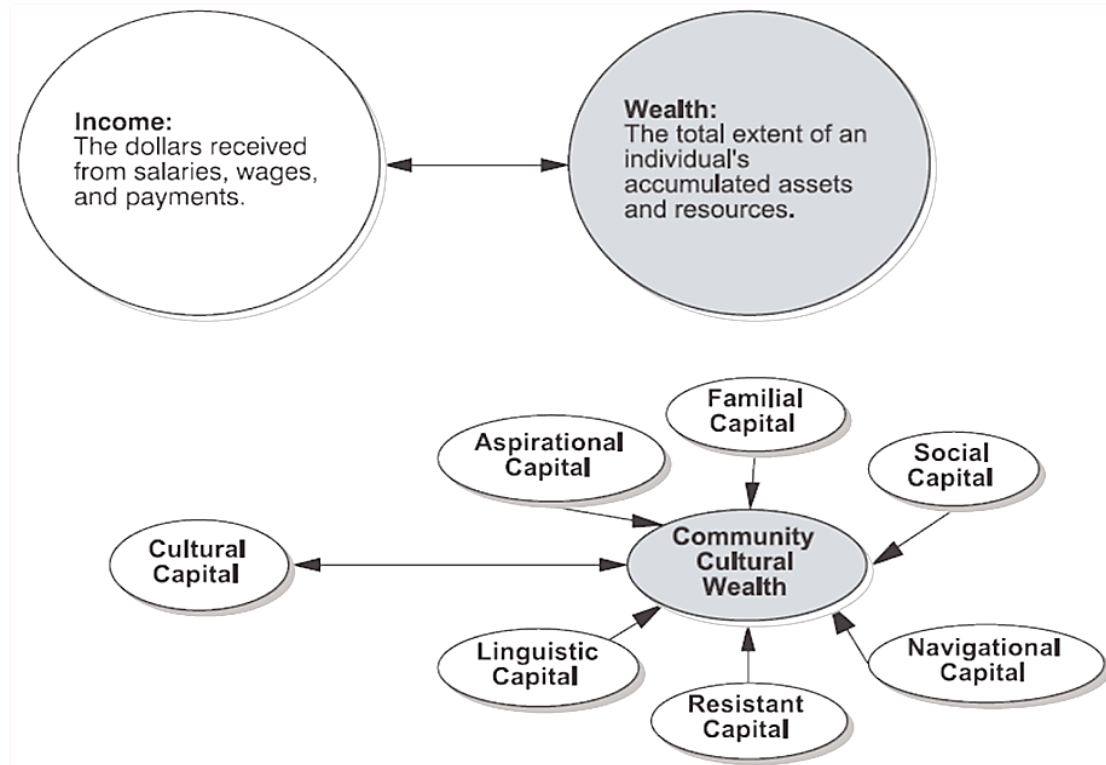 Income:
The dollars received
from salaries, wages,
and payments.
Wealth:
The total extent of an
individual's
accumulated assets
and resources.
Familial
Capital
Aspirational
Capital
Social
Capital
Community
Cultural
Wealth
Cultural
Capital
Linguistic
Capital
Resistant
Capital
Navigational
Capital